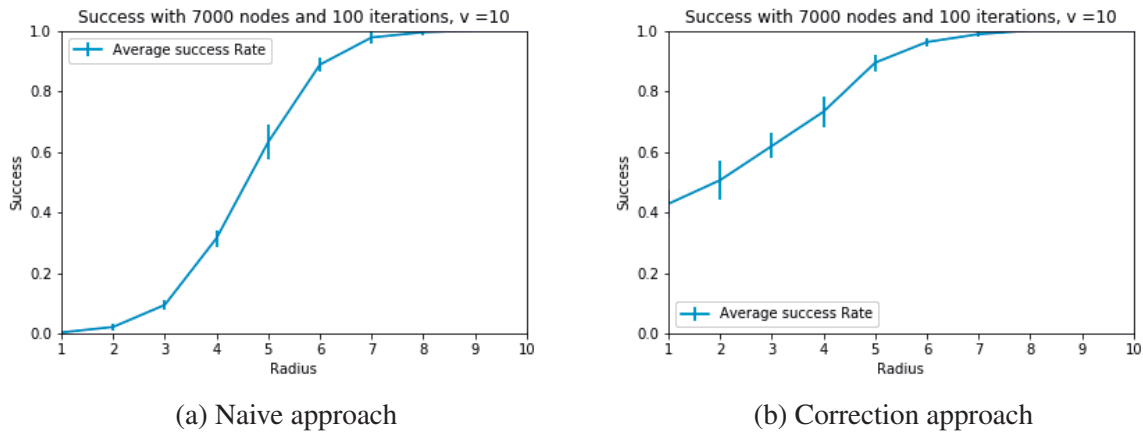 Success with 7000 nodes and 100 iterations, v =10
1.0
0.8
0.6
0.4
0.2
0.0
Success
Average success Rate
1 2 3 4 5 6 7 8 9 10
Radius
(a) Naive approach
Success with 7000 nodes and 100 iterations, v =10
1.0
0.8
0.6
0.4
0.2
0.0
Success
Average success Rate
1 2 3 4 5 6 7 8 9 10
Radius
(b) Correction approach